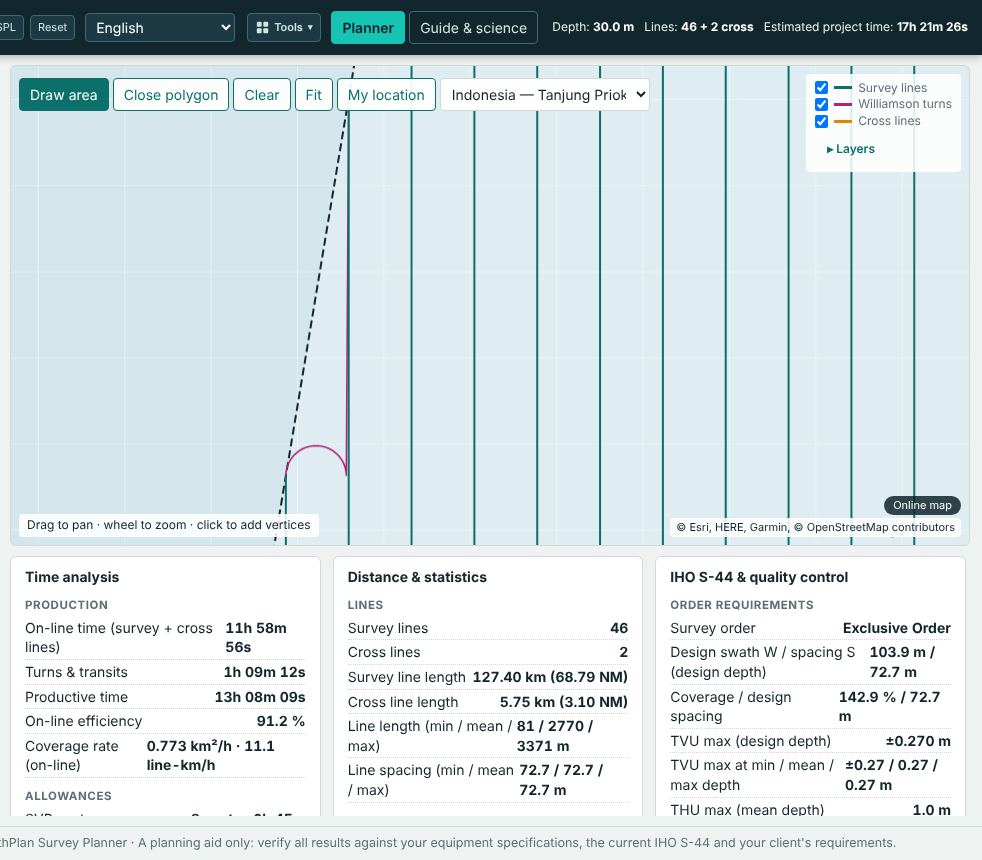 SPL Reset English Tools ▾ Planner Guide & science Depth: 30.0 m Lines: 46 + 2 cross Estimated project time: 17h 21m 26s
Draw area Close polygon Clear Fit My location Indonesia — Tanjung Priok
Survey lines
Williamson turns
Cross lines
▸ Layers
Online map
Drag to pan · wheel to zoom · click to add vertices
© Esri, HERE, Garmin, © OpenStreetMap contributors
Time analysis
PRODUCTION
On-line time (survey + cross lines) 11h 58m 56s
Turns & transits 1h 09m 12s
Productive time 13h 08m 09s
On-line efficiency 91.2 %
Coverage rate (on-line) 0.773 km²/h · 11.1 line-km/h
ALLOWANCES
Distance & statistics
LINES
Survey lines 46
Cross lines 2
Survey line length 127.40 km (68.79 NM)
Cross line length 5.75 km (3.10 NM)
Line length (min / mean / max) 81 / 2770 / 3371 m
Line spacing (min / mean / max) 72.7 / 72.7 / 72.7 m
IHO S-44 & quality control
ORDER REQUIREMENTS
Survey order Exclusive Order
Design swath W / spacing S (design depth) 103.9 m / 72.7 m
Coverage / design spacing 142.9 % / 72.7 m
TVU max (design depth) ±0.270 m
TVU max at min / mean / max depth ±0.27 / 0.27 / 0.27 m
THU max (mean depth) 1.0 m
thPlan Survey Planner · A planning aid only: verify all results against your equipment specifications, the current IHO S-44 and your client's requirements.